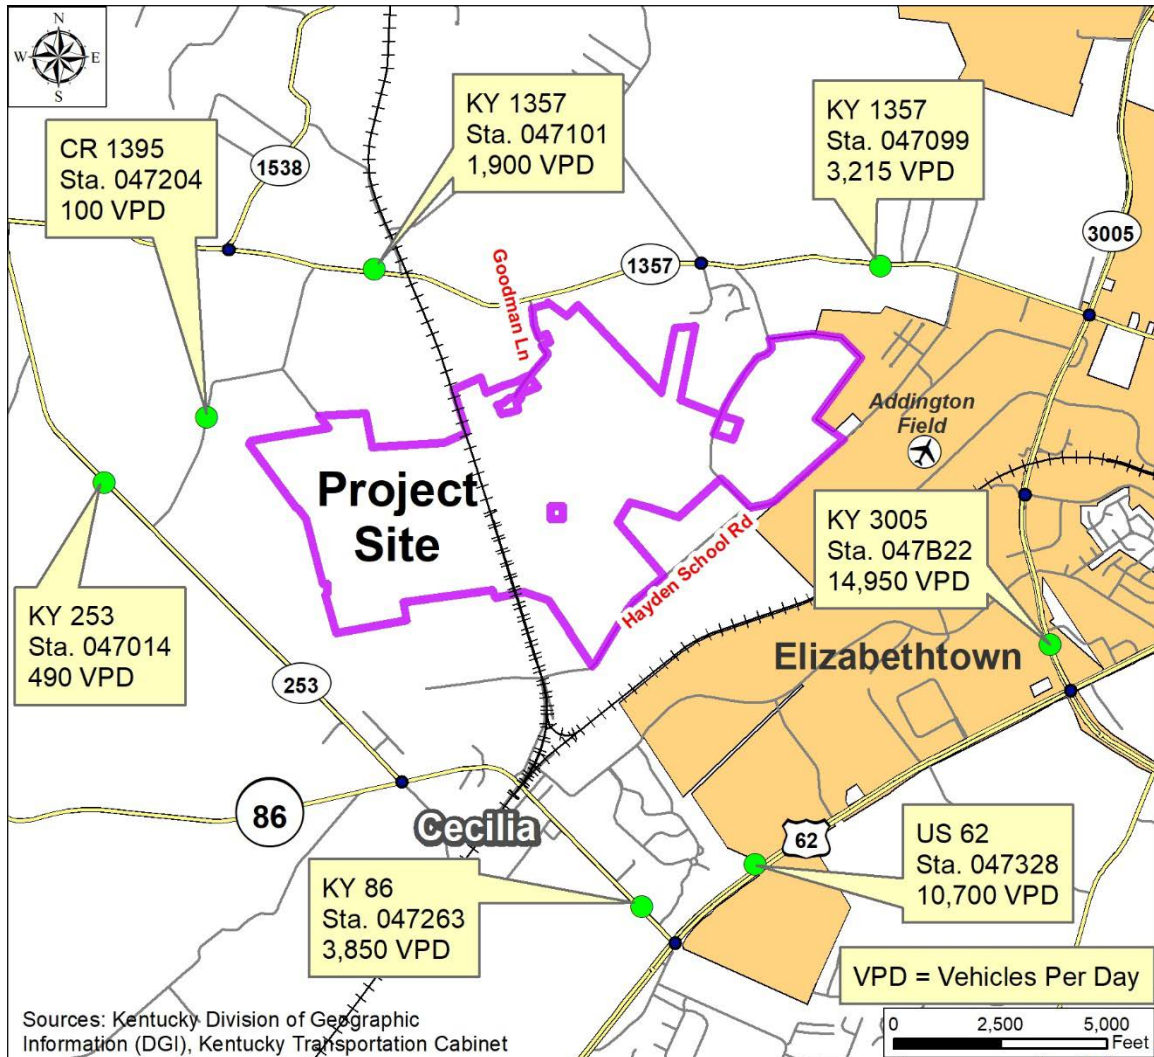 N
W E
S
CR 1395
Sta. 047204
100 VPD
KY 1357
Sta. 047101
1,900 VPD
KY 1357
Sta. 047099
3,215 VPD
1538
3005
1357
Goodman Ln
Addington
Field
Project
Site
Hayden School Rd
KY 3005
Sta. 047B22
14,950 VPD
KY 253
Sta. 047014
490 VPD
253
Elizabethtown
86
Cecilia
62
KY 86
Sta. 047263
3,850 VPD
US 62
Sta. 047328
10,700 VPD
VPD = Vehicles Per Day
Sources: Kentucky Division of Geographic
Information (DGI), Kentucky Transportation Cabinet
0 2,500 5,000
Feet